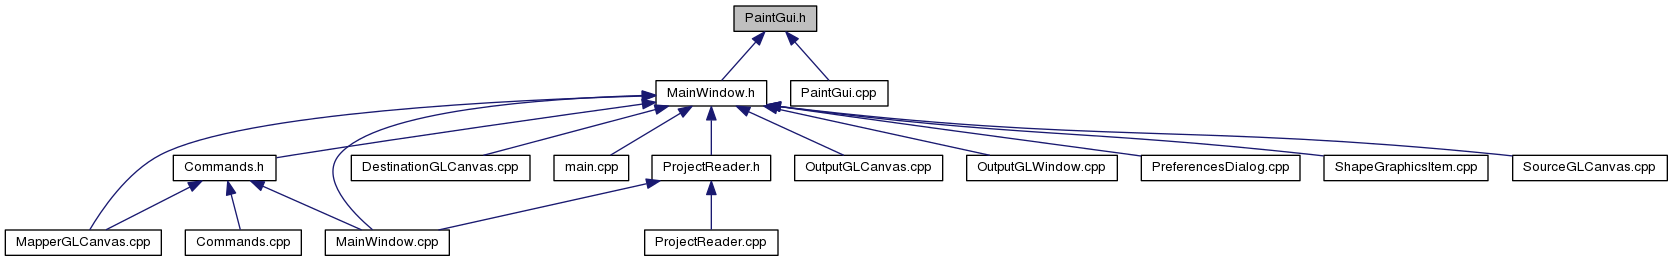 PaintGui.h
MainWindow.h
PaintGui.cpp
Commands.h
DestinationGLCanvas.cpp
main.cpp
ProjectReader.h
OutputGLCanvas.cpp
OutputGLWindow.cpp
PreferencesDialog.cpp
ShapeGraphicsItem.cpp
SourceGLCanvas.cpp
MapperGLCanvas.cpp
Commands.cpp
MainWindow.cpp
ProjectReader.cpp